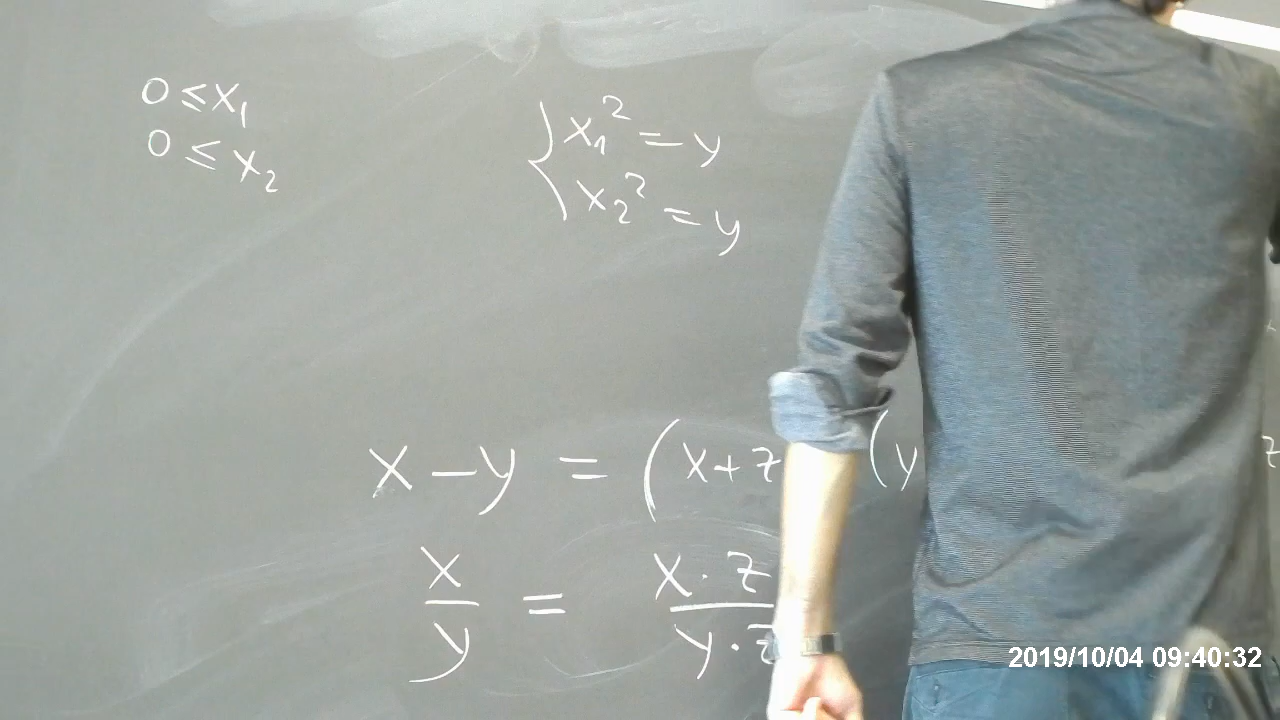 0 ≤ x₁
0 ≤ x₂
{ x₁² = y
x₂² = y
x − y = (x + z (y
x/y = x · z / y · z
z
2019/10/04 09:40:32